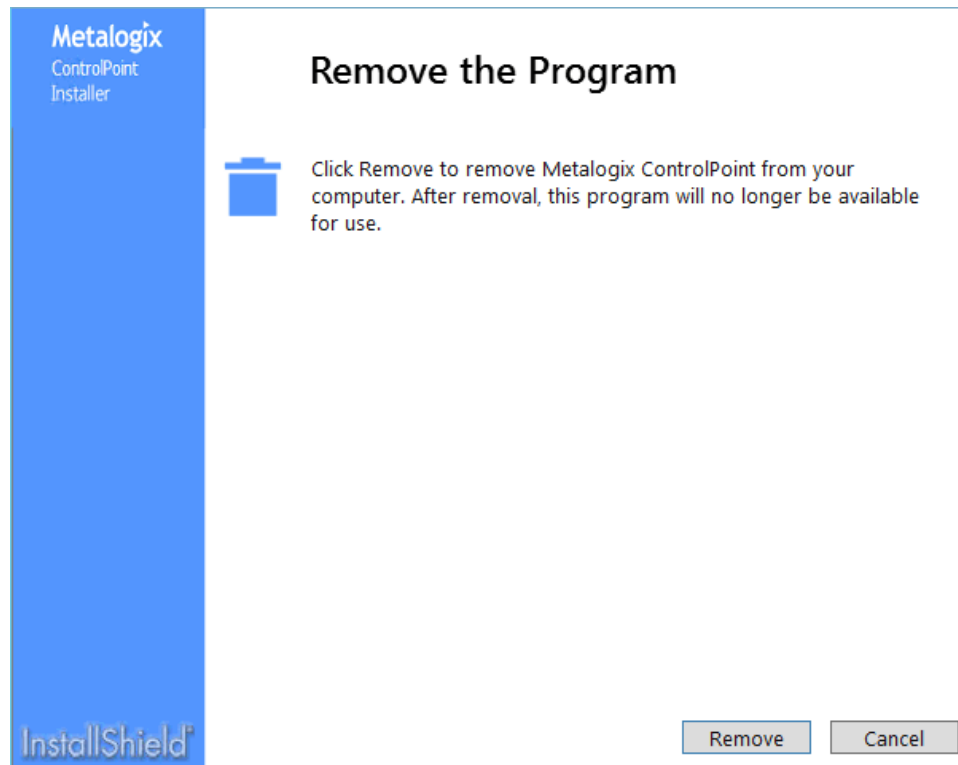 Metalogix
ControlPoint
Installer
Remove the Program
Click Remove to remove Metalogix ControlPoint from your
computer. After removal, this program will no longer be available
for use.
InstallShield®
Remove
Cancel